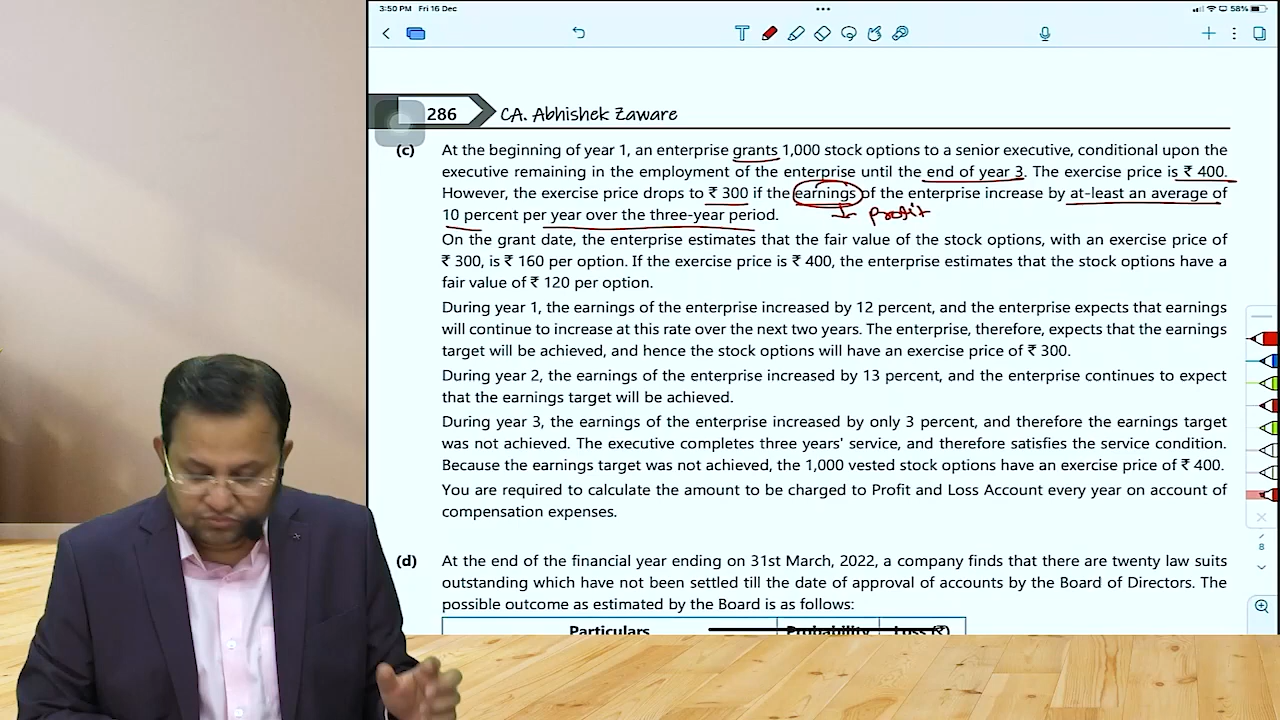 3:50 PM Fri 16 Dec
58%
286 CA. Abhishek Zaware
(c) At the beginning of year 1, an enterprise grants 1,000 stock options to a senior executive, conditional upon the
executive remaining in the employment of the enterprise until the end of year 3. The exercise price is ₹ 400.
However, the exercise price drops to ₹ 300 if the earnings of the enterprise increase by at-least an average of
10 percent per year over the three-year period.
Profit
On the grant date, the enterprise estimates that the fair value of the stock options, with an exercise price of
₹ 300, is ₹ 160 per option. If the exercise price is ₹ 400, the enterprise estimates that the stock options have a
fair value of ₹ 120 per option.
During year 1, the earnings of the enterprise increased by 12 percent, and the enterprise expects that earnings
will continue to increase at this rate over the next two years. The enterprise, therefore, expects that the earnings
target will be achieved, and hence the stock options will have an exercise price of ₹ 300.
During year 2, the earnings of the enterprise increased by 13 percent, and the enterprise continues to expect
that the earnings target will be achieved.
During year 3, the earnings of the enterprise increased by only 3 percent, and therefore the earnings target
was not achieved. The executive completes three years' service, and therefore satisfies the service condition.
Because the earnings target was not achieved, the 1,000 vested stock options have an exercise price of ₹ 400.
You are required to calculate the amount to be charged to Profit and Loss Account every year on account of
compensation expenses.
(d) At the end of the financial year ending on 31st March, 2022, a company finds that there are twenty law suits
outstanding which have not been settled till the date of approval of accounts by the Board of Directors. The
possible outcome as estimated by the Board is as follows:
Particulars Probability Loss (₹)
8